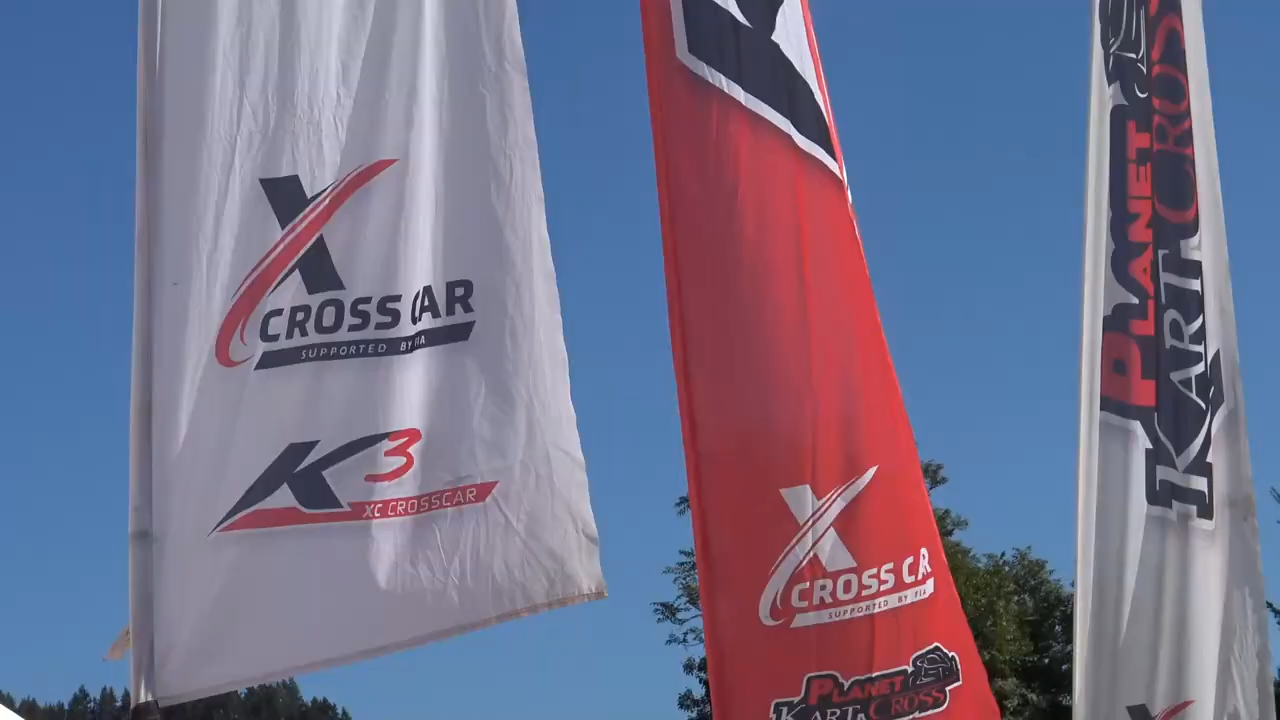 X
CROSS CAR
SUPPORTED BY FIA
K3
XC CROSSCAR
X
CROSS CAR
SUPPORTED BY FIA
PLANET
KART CROSS
PLANET
KART CROSS
X